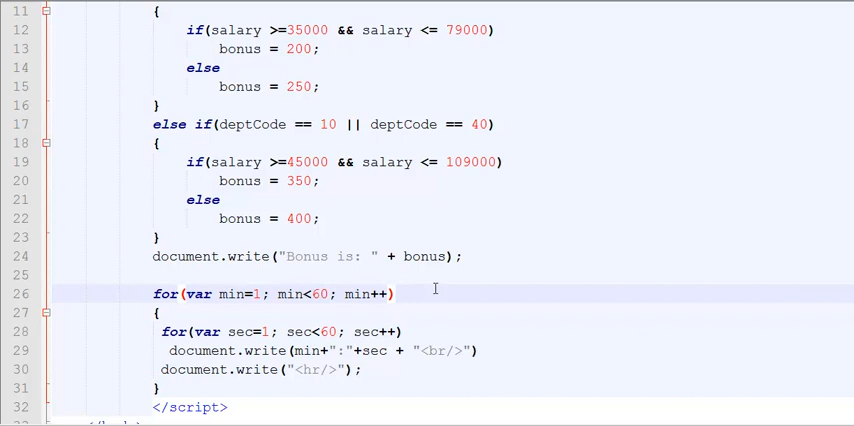 11 {
12 if(salary >=35000 && salary <= 79000)
13 bonus = 200;
14 else
15 bonus = 250;
16 }
17 else if(deptCode == 10 || deptCode == 40)
18 {
19 if(salary >=45000 && salary <= 109000)
20 bonus = 350;
21 else
22 bonus = 400;
23 }
24 document.write("Bonus is: " + bonus);
25
26 for(var min=1; min<60; min++)
27 {
28 for(var sec=1; sec<60; sec++)
29 document.write(min+":"+sec + "<br/>")
30 document.write("<hr/>");
31 }
32 </script>